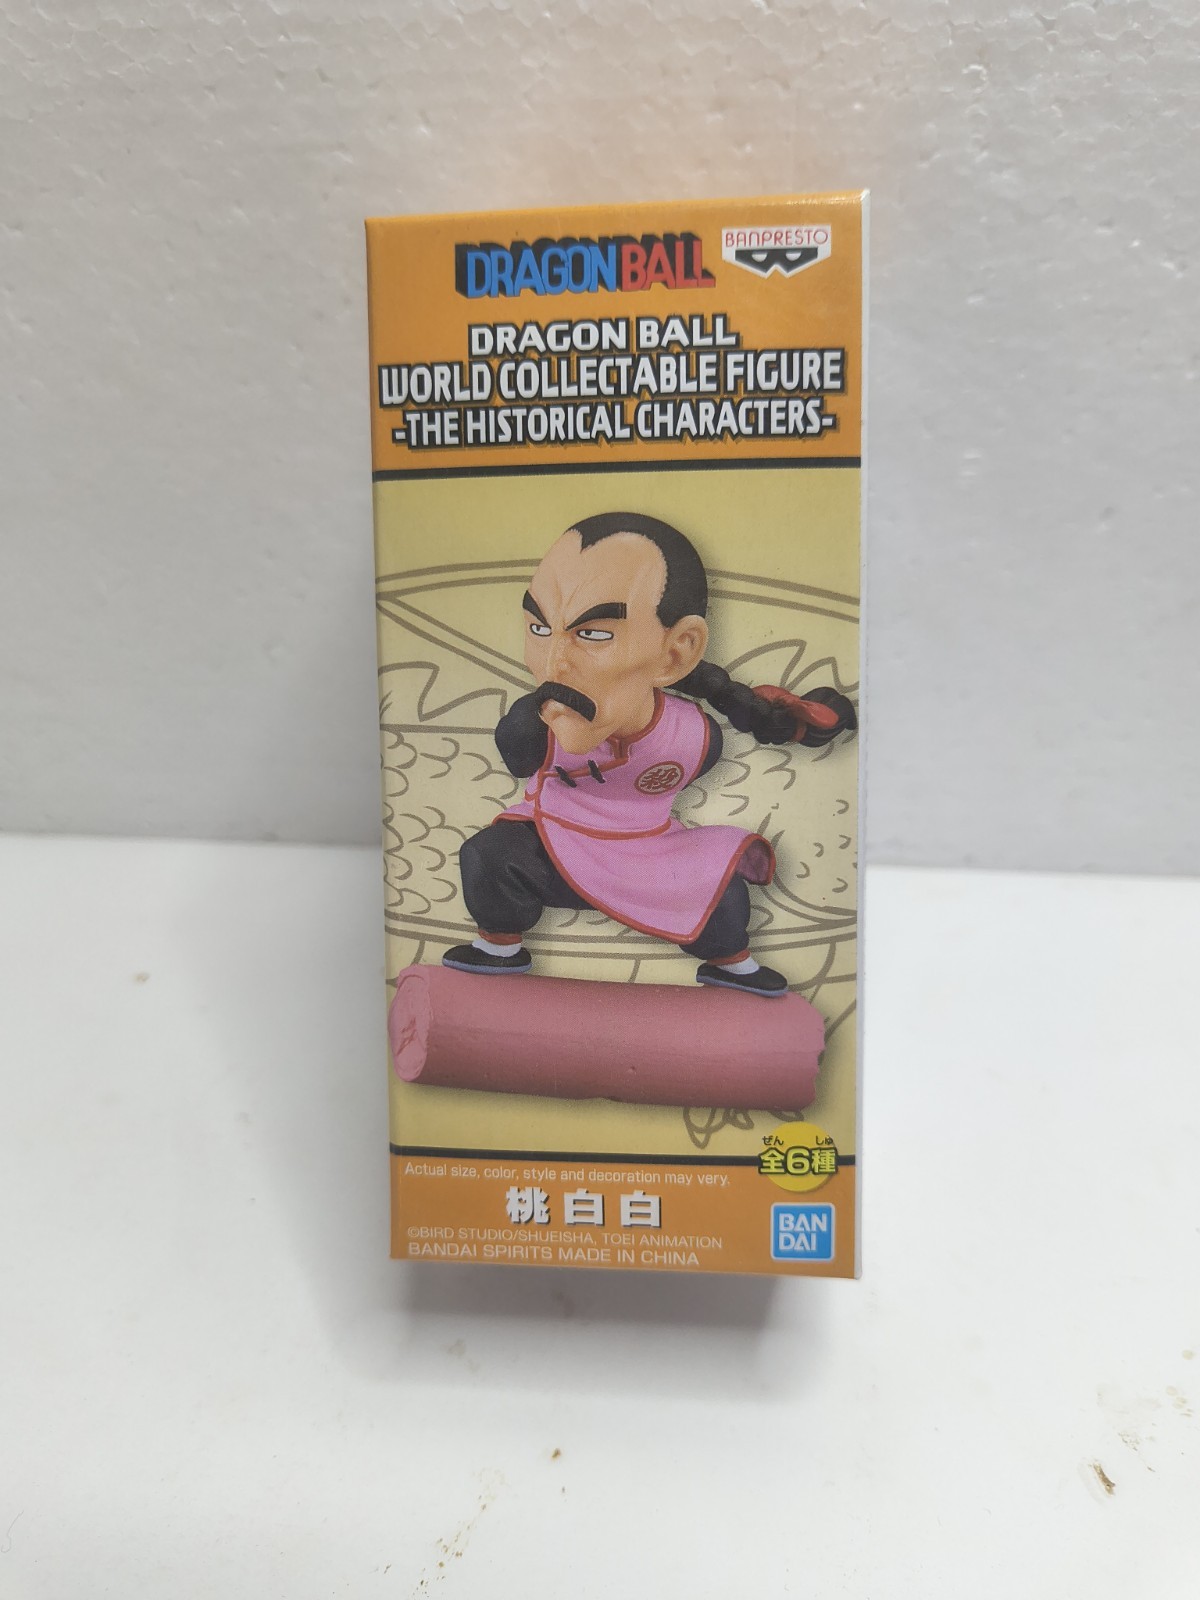 DRAGON BALL
BANPRESTO
DRAGON BALL
WORLD COLLECTABLE FIGURE
-THE HISTORICAL CHARACTERS-
殺
ぜん しゅ
全6種
Actual size, color, style and decoration may vary.
桃白白
©BIRD STUDIO/SHUEISHA, TOEI ANIMATION
BANDAI SPIRITS MADE IN CHINA
BAN
DAI